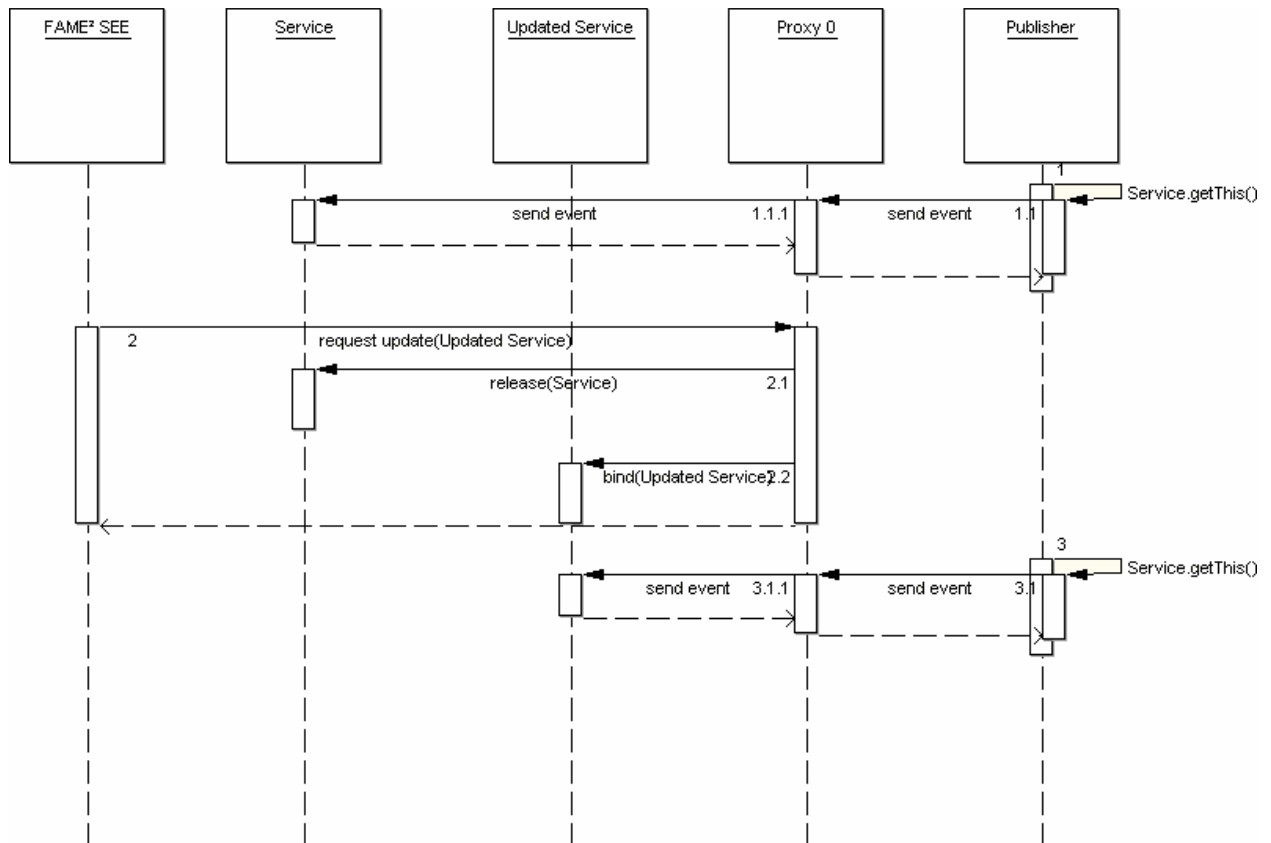 FAME² SEE
Service
Updated Service
Proxy 0
Publisher
1
Service.getThis()
send event
1.1.1
send event
1.1
2
request update(Updated Service)
release(Service)
2.1
bind(Updated Service)
2.2
3
Service.getThis()
send event
3.1.1
send event
3.1